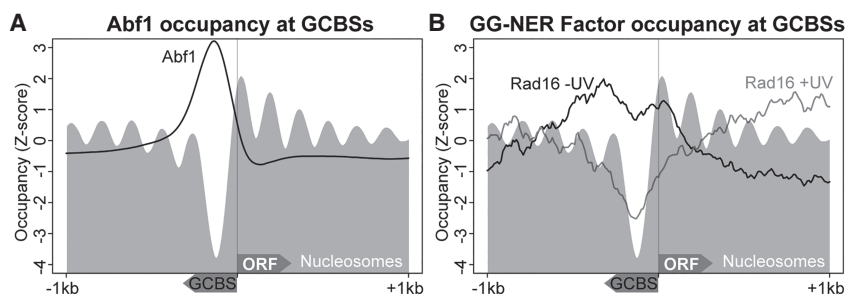 A Abf1 occupancy at GCBSs
Occupancy (Z-score)
3
2
1
0
-1
-2
-3
-4
Abf1
ORF Nucleosomes
GCBS
-1kb +1kb
B GG-NER Factor occupancy at GCBSs
Occupancy (Z-score)
3
2
1
0
-1
-2
-3
-4
Rad16 -UV Rad16 +UV
ORF Nucleosomes
GCBS
-1kb +1kb